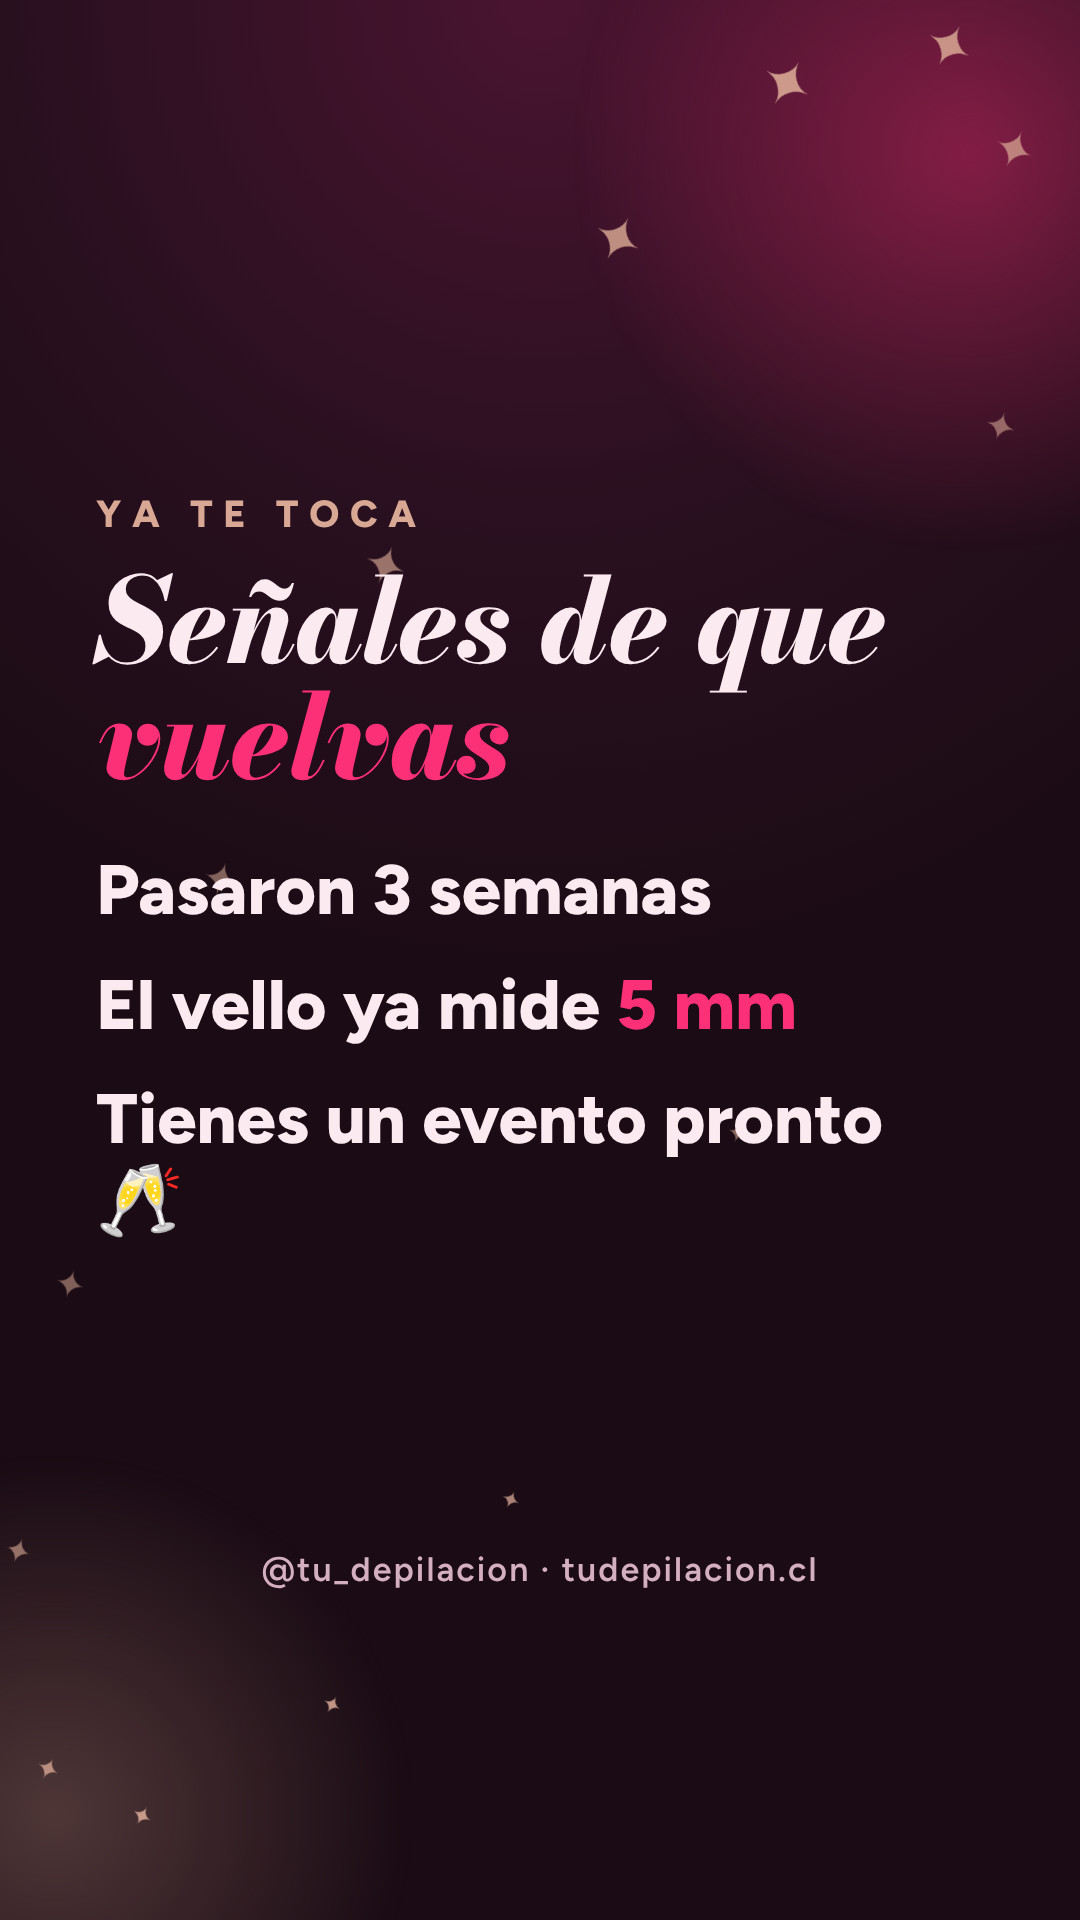 YA TE TOCA
Señales de que
vuelvas
Pasaron 3 semanas
El vello ya mide 5 mm
Tienes un evento pronto
🥂
@tu_depilacion · tudepilacion.cl